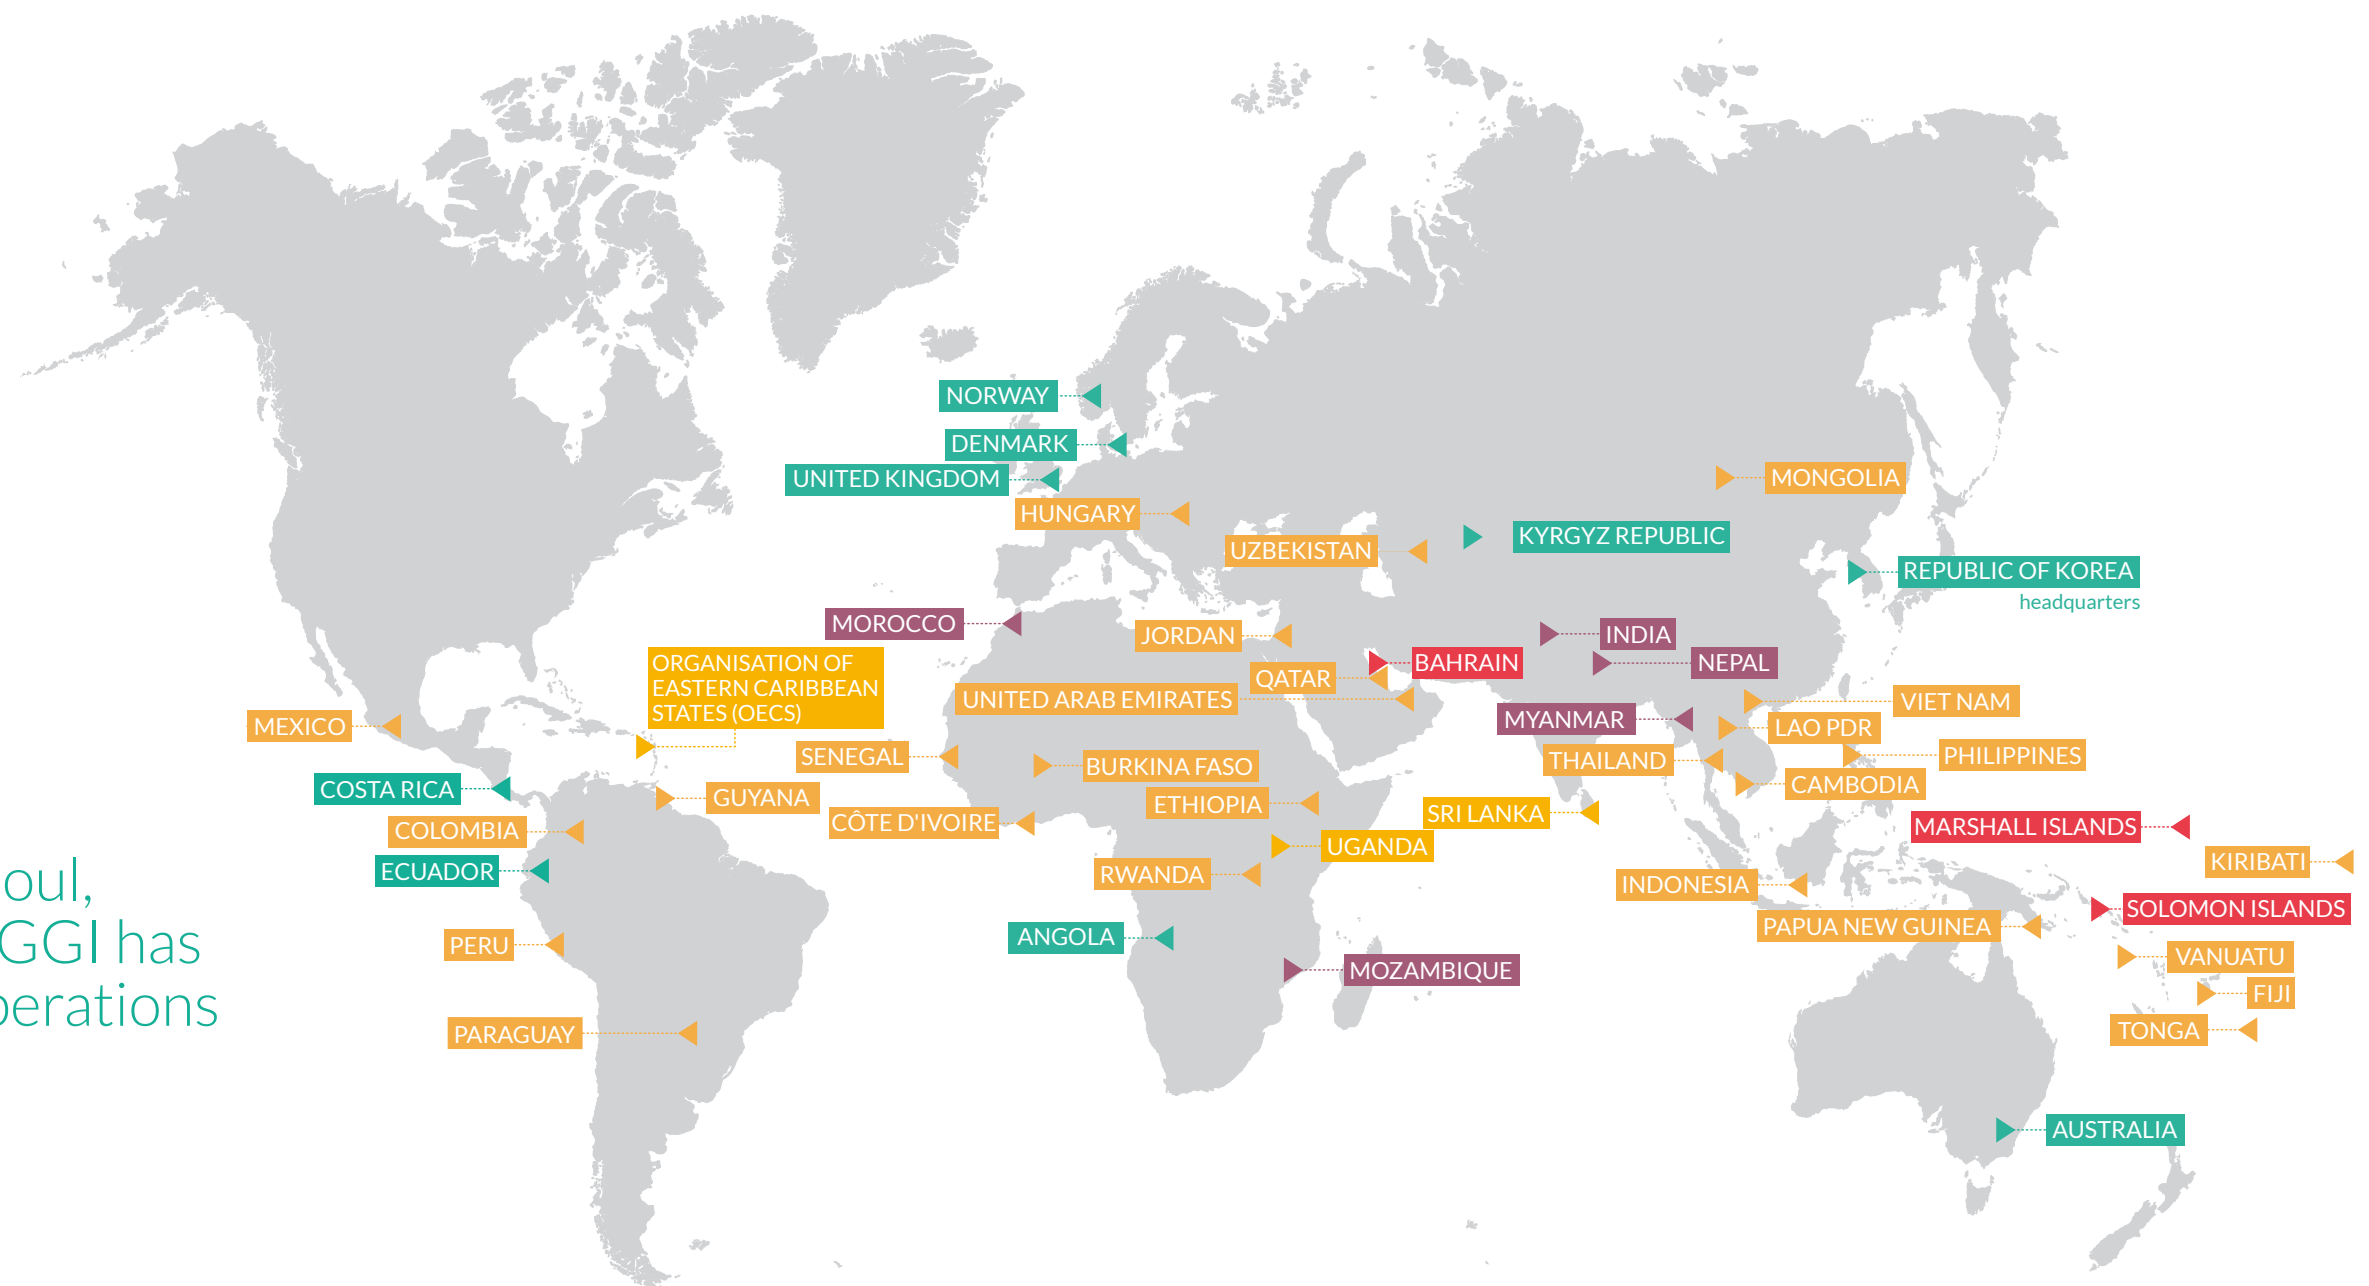 NORWAY
DENMARK
UNITED KINGDOM
MONGOLIA
HUNGARY
KYRGYZ REPUBLIC
UZBEKISTAN
REPUBLIC OF KOREA
headquarters
MOROCCO
JORDAN
INDIA
ORGANISATION OF
EASTERN CARIBBEAN
STATES (OECS)
BAHRAIN
NEPAL
QATAR
UNITED ARAB EMIRATES
VIET NAM
MEXICO
MYANMAR
LAO PDR
SENEGAL
BURKINA FASO
THAILAND
PHILIPPINES
COSTA RICA
GUYANA
ETHIOPIA
CAMBODIA
COLOMBIA
CÔTE D'IVOIRE
SRI LANKA
MARSHALL ISLANDS
UGANDA
KIRIBATI
ECUADOR
RWANDA
INDONESIA
oul,
GGI has
perations
SOLOMON ISLANDS
PERU
ANGOLA
PAPUA NEW GUINEA
MOZAMBIQUE
VANUATU
FIJI
PARAGUAY
TONGA
AUSTRALIA